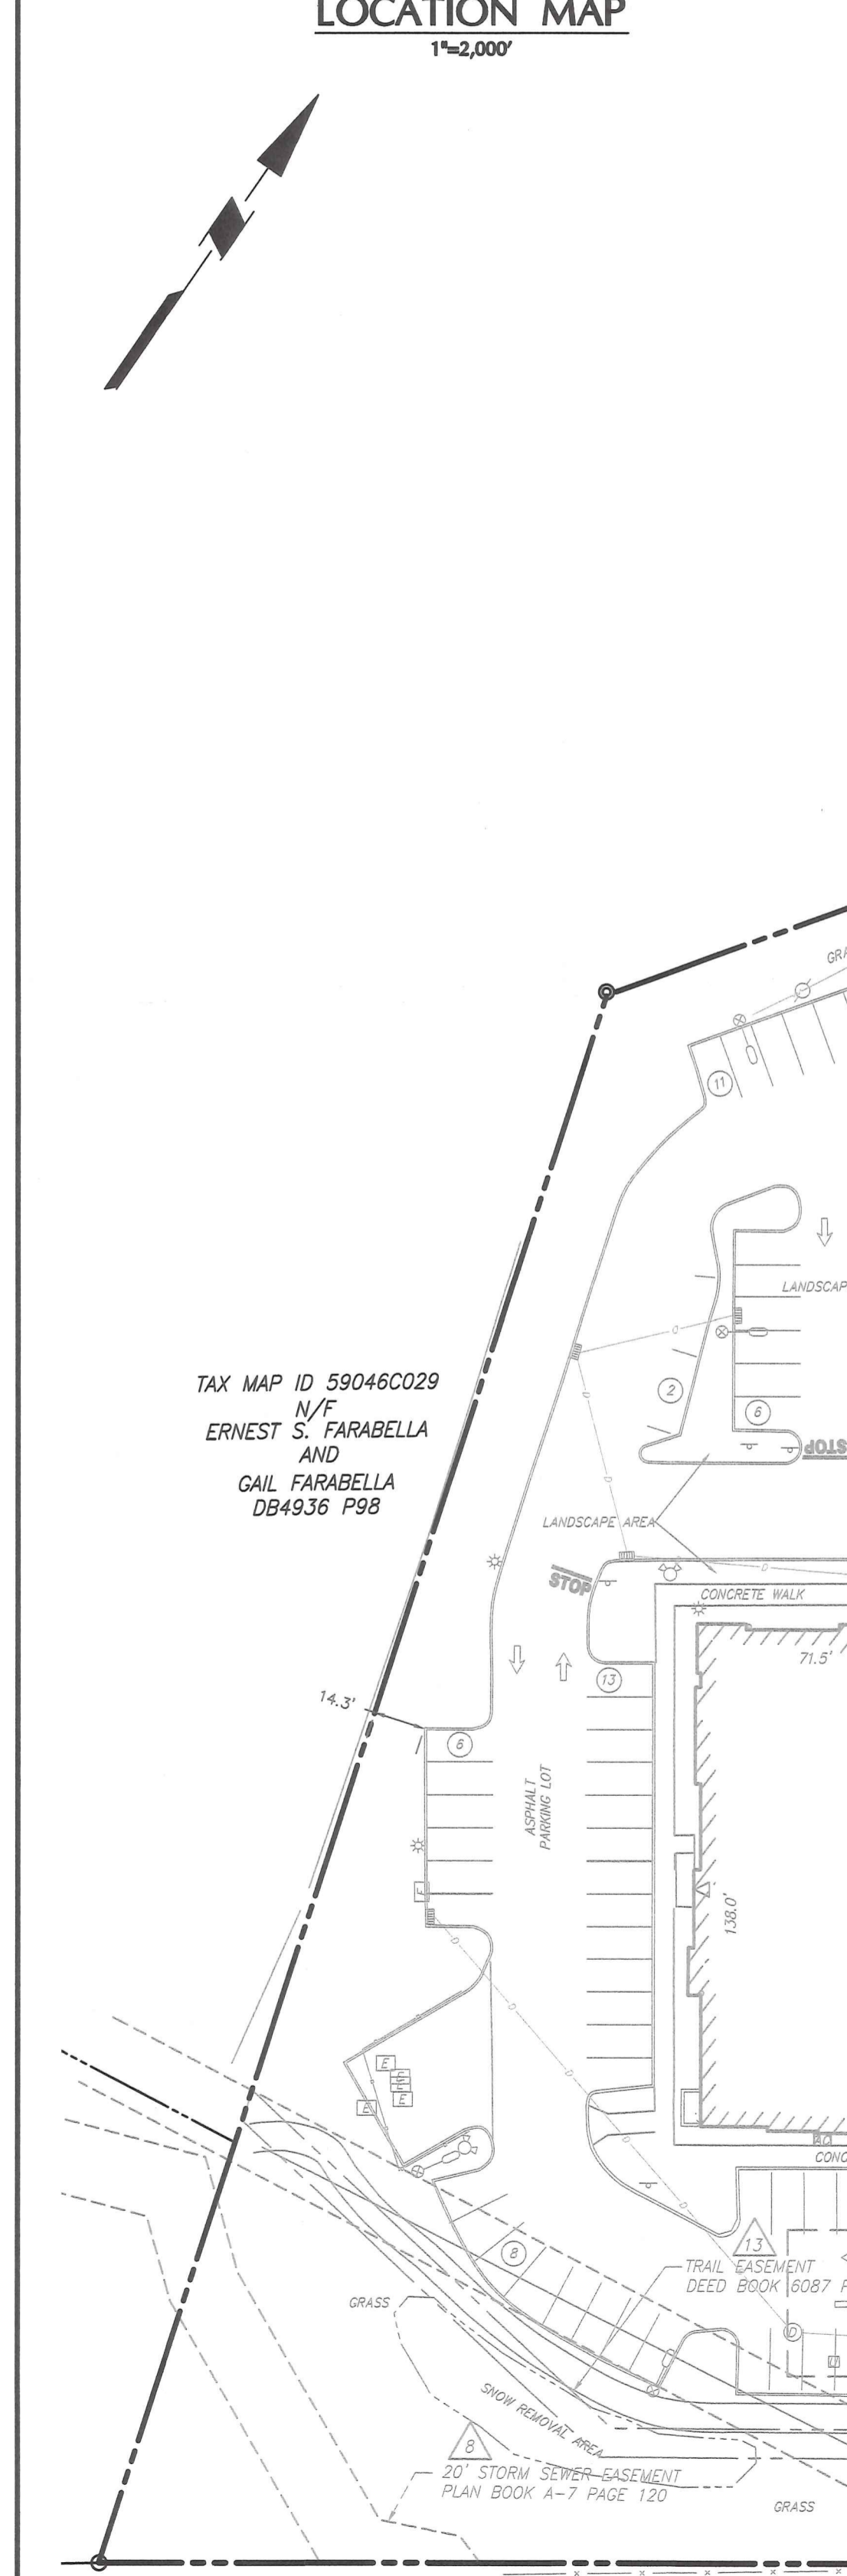 LOCATION MAP
1"=2,000'
11
LANDSCAP
2
6
STOP
TAX MAP ID 59046C029
N/F
ERNEST S. FARABELLA
AND
GAIL FARABELLA
DB4936 P98
LANDSCAPE AREA
STOP
CONCRETE WALK
71.5'
13
14.3'
6
ASPHALT
PARKING LOT
138.0'
D
D
D
D
D
D
D
D
D
D
E
E
E
E
AC
CONC
8
13
TRAIL EASEMENT
DEED BOOK 6087 P
GRASS
D
SNOW REMOVAL AREA
8
20' STORM SEWER EASEMENT
PLAN BOOK A-7 PAGE 120
GRASS